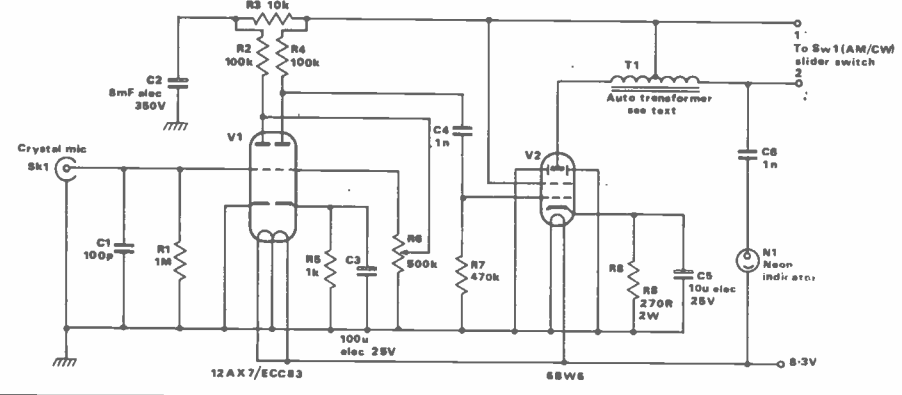 R3 10k
R2
100k
R4
100k
C2
8mF elec
350V
1
To Sw1(AM/CW)
slider switch
2
T1
Auto transformer
see text
V1
C4
1n
V2
C6
1n
Crystal mic
Sk1
C1
100p
R1
1M
R5
1k
C3
R6
500k
R7
470k
R8
R8
270R
2W
C5
10u elec
25V
N1
Neon
indicator
100u
elec 25V
12AX7/ECC83
6BW6
6·3V